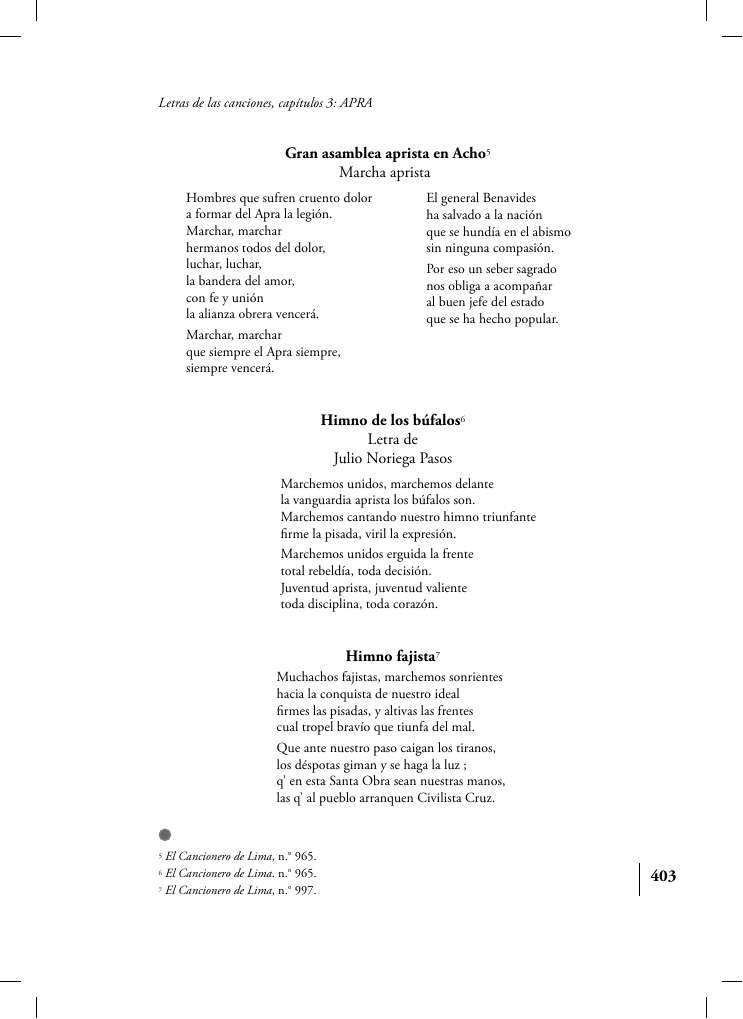 Letras de las canciones, capítulos 3: APRA
Gran asamblea aprista en Acho5
Marcha aprista
Hombres que sufren cruento dolor
a formar del Apra la legión.
Marchar, marchar
hermanos todos del dolor,
luchar, luchar,
la bandera del amor,
con fe y unión
la alianza obrera vencerá.
Marchar, marchar
que siempre el Apra siempre,
siempre vencerá.
El general Benavides
ha salvado a la nación
que se hundía en el abismo
sin ninguna compasión.
Por eso un seber sagrado
nos obliga a acompañar
al buen jefe del estado
que se ha hecho popular.
Himno de los búfalos6
Letra de
Julio Noriega Pasos
Marchemos unidos, marchemos delante
la vanguardia aprista los búfalos son.
Marchemos cantando nuestro himno triunfante
firme la pisada, viril la expresión.
Marchemos unidos erguida la frente
total rebeldía, toda decisión.
Juventud aprista, juventud valiente
toda disciplina, toda corazón.
Himno fajista7
Muchachos fajistas, marchemos sonrientes
hacia la conquista de nuestro ideal
firmes las pisadas, y altivas las frentes
cual tropel bravío que tiunfa del mal.
Que ante nuestro paso caigan los tiranos,
los déspotas giman y se haga la luz ;
q' en esta Santa Obra sean nuestras manos,
las q' al pueblo arranquen Civilista Cruz.
5 El Cancionero de Lima, n.° 965.
6 El Cancionero de Lima. n.° 965.
7 El Cancionero de Lima, n.° 997.
403